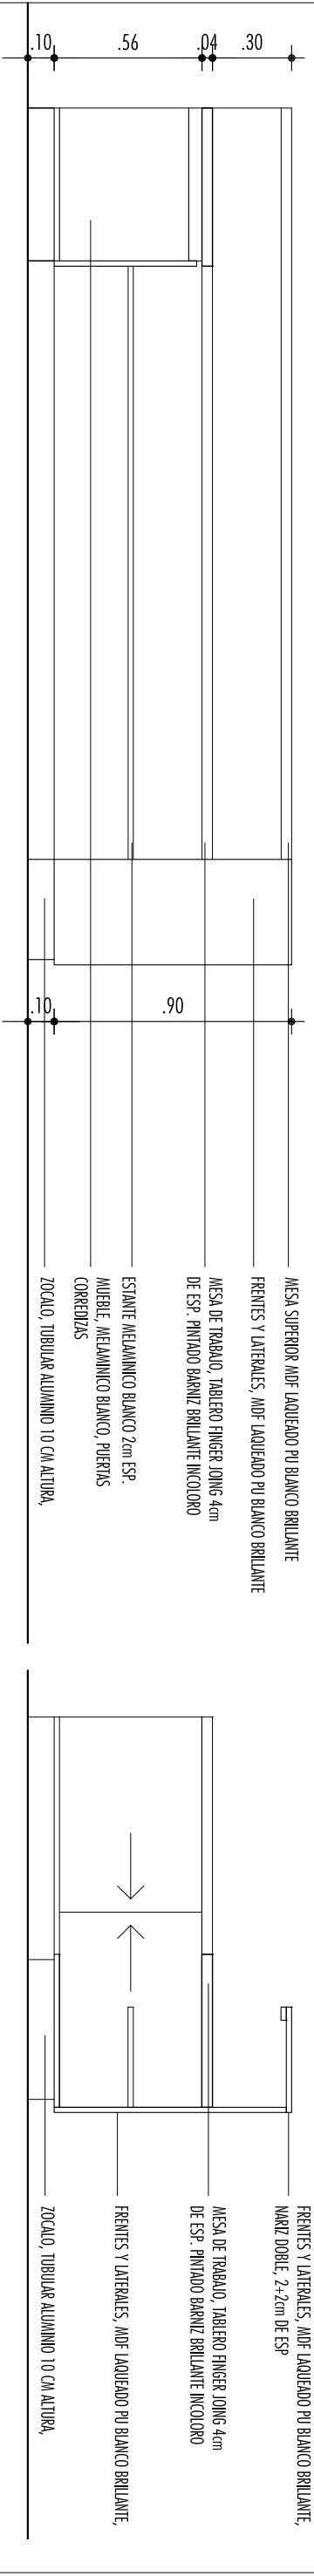 .10
.56
.04
.30
.10
.90
MESA SUPERIOR MDF LAQUEADO PU BLANCO BRILLANTE
FRENTES Y LATERALES, MDF LAQUEADO PU BLANCO BRILLANTE
MESA DE TRABAJO, TABLERO FINGER JOING 4cm
DE ESP. PINTADO BARNIZ BRILLANTE INCOLORO
ESTANTE MELAMINICO BLANCO 2cm ESP.
MUEBLE, MELAMINICO BLANCO, PUERTAS
CORREDIZAS
ZOCALO, TUBULAR ALUMINIO 10 CM ALTURA,
FRENTES Y LATERALES, MDF LAQUEADO PU BLANCO BRILLANTE,
NARIZ DOBLE, 2+2cm DE ESP
MESA DE TRABAJO, TABLERO FINGER JOING 4cm
DE ESP. PINTADO BARNIZ BRILLANTE INCOLORO
FRENTES Y LATERALES, MDF LAQUEADO PU BLANCO BRILLANTE,
ZOCALO, TUBULAR ALUMINIO 10 CM ALTURA,